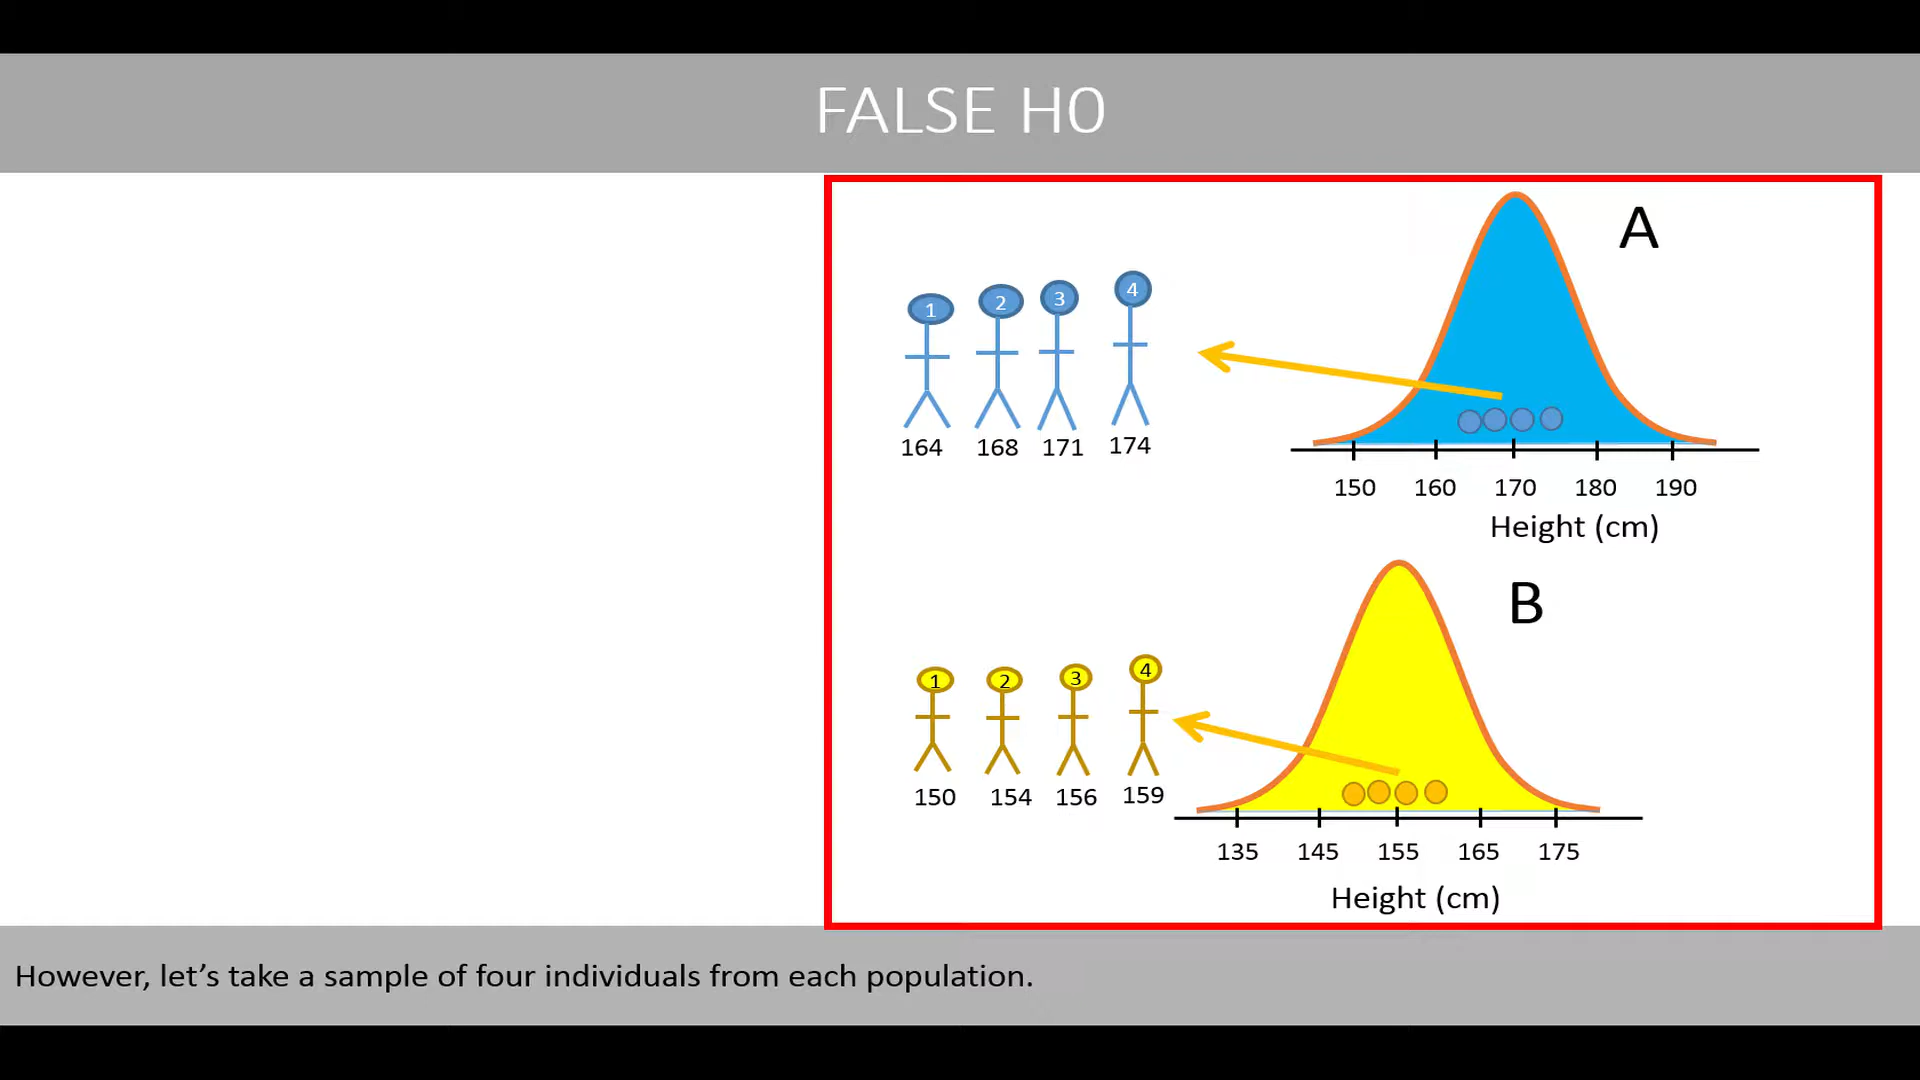 FALSE H0
A
1 2 3 4
164 168 171 174
150 160 170 180 190
Height (cm)
B
1 2 3 4
150 154 156 159
135 145 155 165 175
Height (cm)
However, let’s take a sample of four individuals from each population.